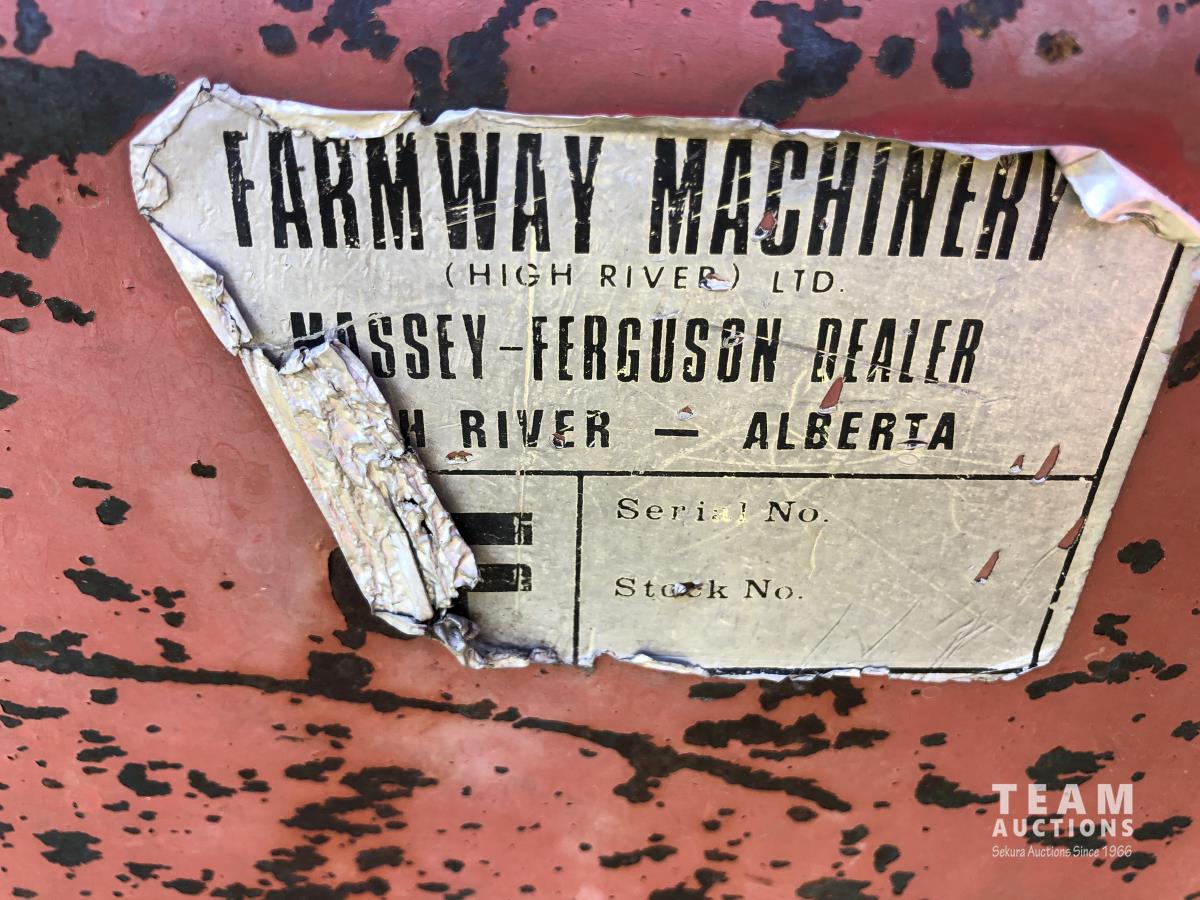 FARMWAY MACHINERY
(HIGH RIVER) LTD.
MASSEY-FERGUSON DEALER
H RIVER — ALBERTA
Serial No.
Stock No.
TEAM
AUCTIONS
Sekura Auctions Since 1966